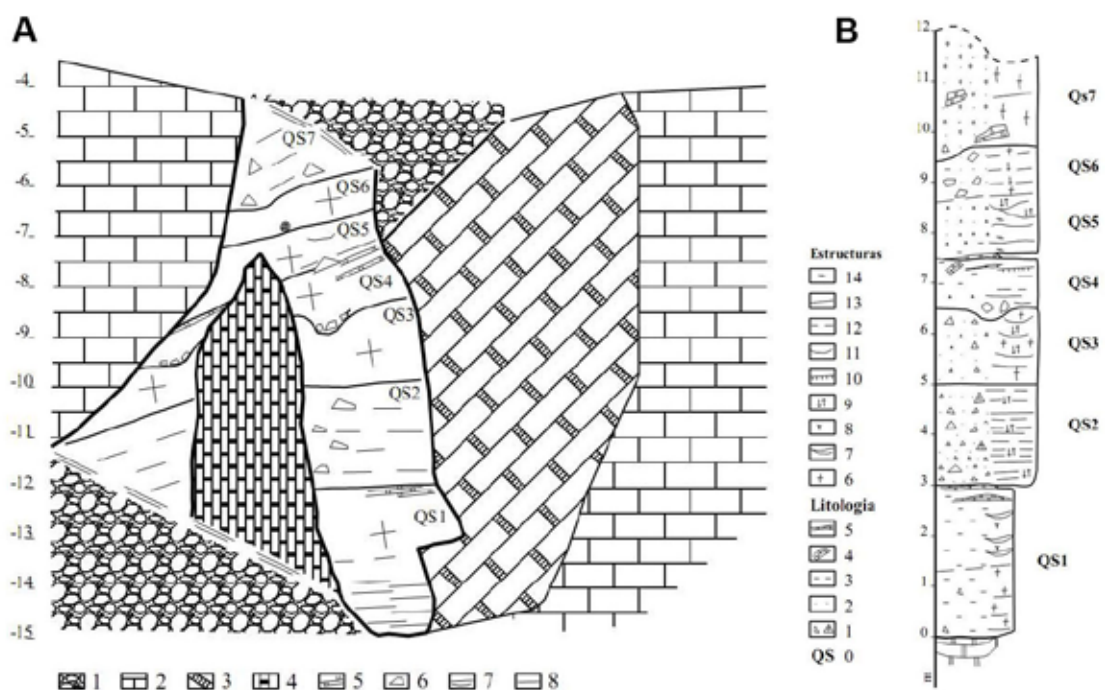 A
-4
-5
-6
-7
-8
-9
-10
-11
-12
-13
-14
-15
QS7
QS6
QS5
QS4
QS3
QS2
QS1
1 2 3 4 5 6 7 8
B
12
11
10
9
8
7
6
5
4
3
2
1
0
m
Qs7
QS6
QS5
QS4
QS3
QS2
QS1
Estructuras
14
13
12
11
10
9
8
7
6
Litologia
5
4
3
2
1
QS 0